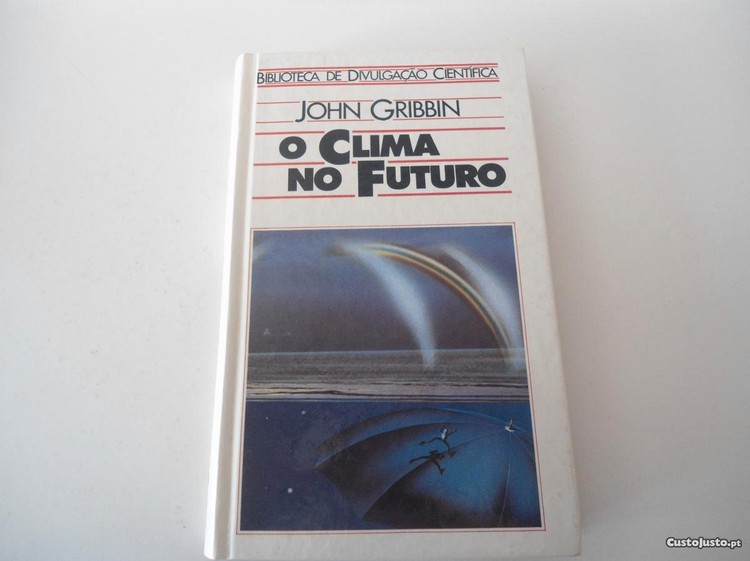 BIBLIOTECA DE DIVULGAÇÃO CIENTÍFICA
JOHN GRIBBIN
O CLIMA
NO FUTURO
CustoJusto.pt